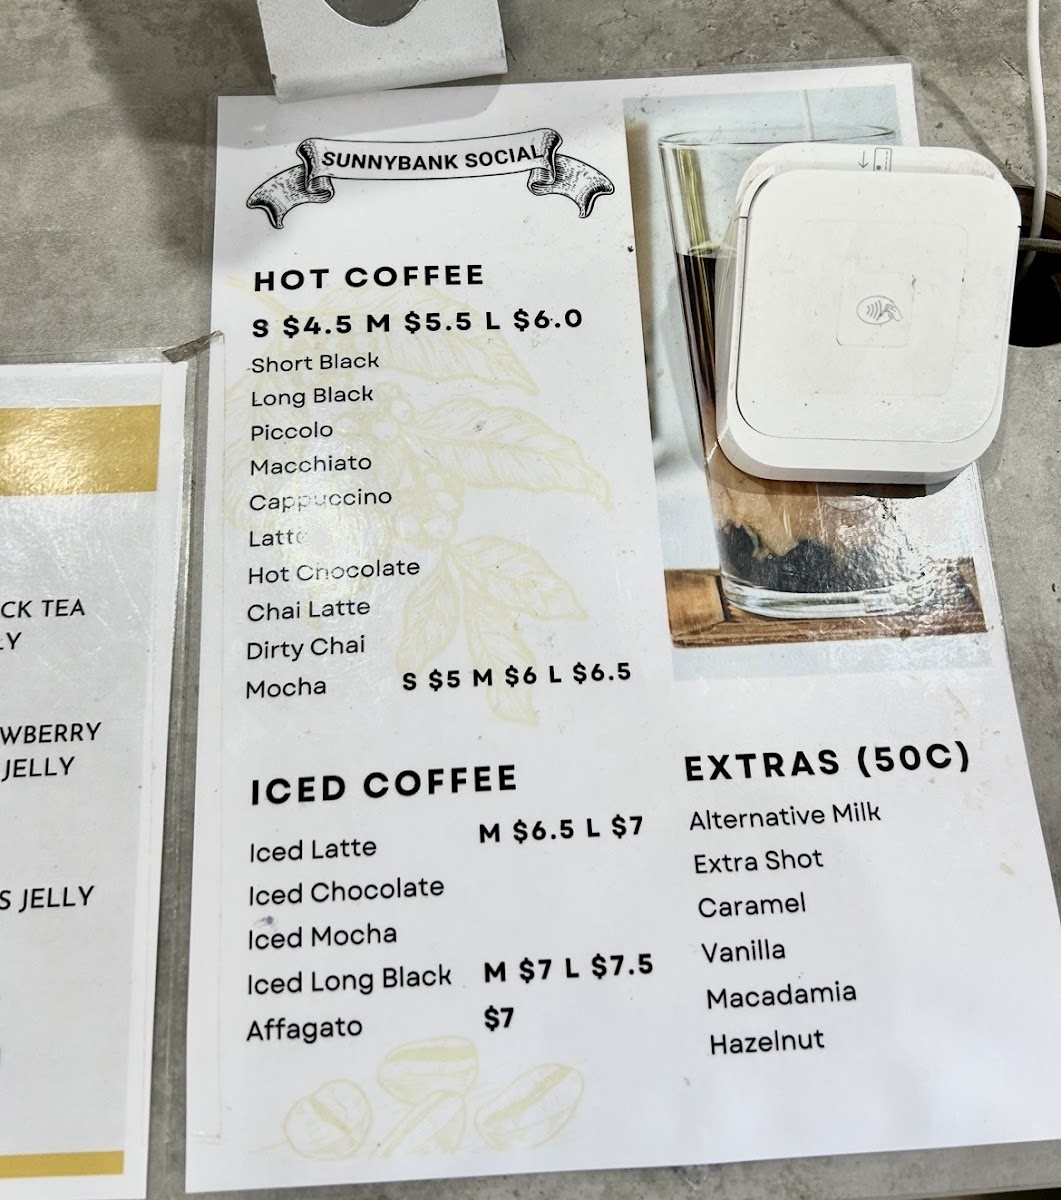 SUNNYBANK SOCIAL
HOT COFFEE
S $4.5 M $5.5 L $6.0
Short Black
Long Black
Piccolo
Macchiato
Cappuccino
Latte
Hot Chocolate
Chai Latte
Dirty Chai
Mocha S $5 M $6 L $6.5
ICED COFFEE
Iced Latte M $6.5 L $7
Iced Chocolate
Iced Mocha
Iced Long Black M $7 L $7.5
Affagato $7
EXTRAS (50C)
Alternative Milk
Extra Shot
Caramel
Vanilla
Macadamia
Hazelnut
CK TEA
LY
WBERRY
JELLY
S JELLY